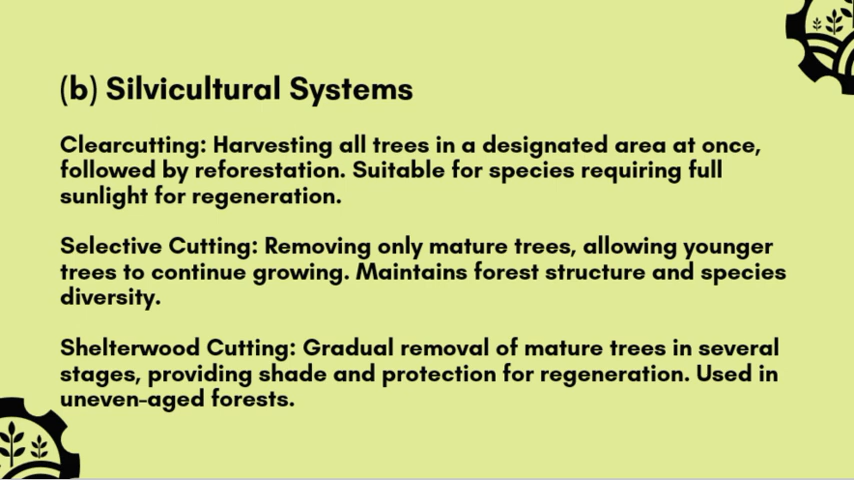 (b) Silvicultural Systems
Clearcutting: Harvesting all trees in a designated area at once,
followed by reforestation. Suitable for species requiring full
sunlight for regeneration.
Selective Cutting: Removing only mature trees, allowing younger
trees to continue growing. Maintains forest structure and species
diversity.
Shelterwood Cutting: Gradual removal of mature trees in several
stages, providing shade and protection for regeneration. Used in
uneven-aged forests.